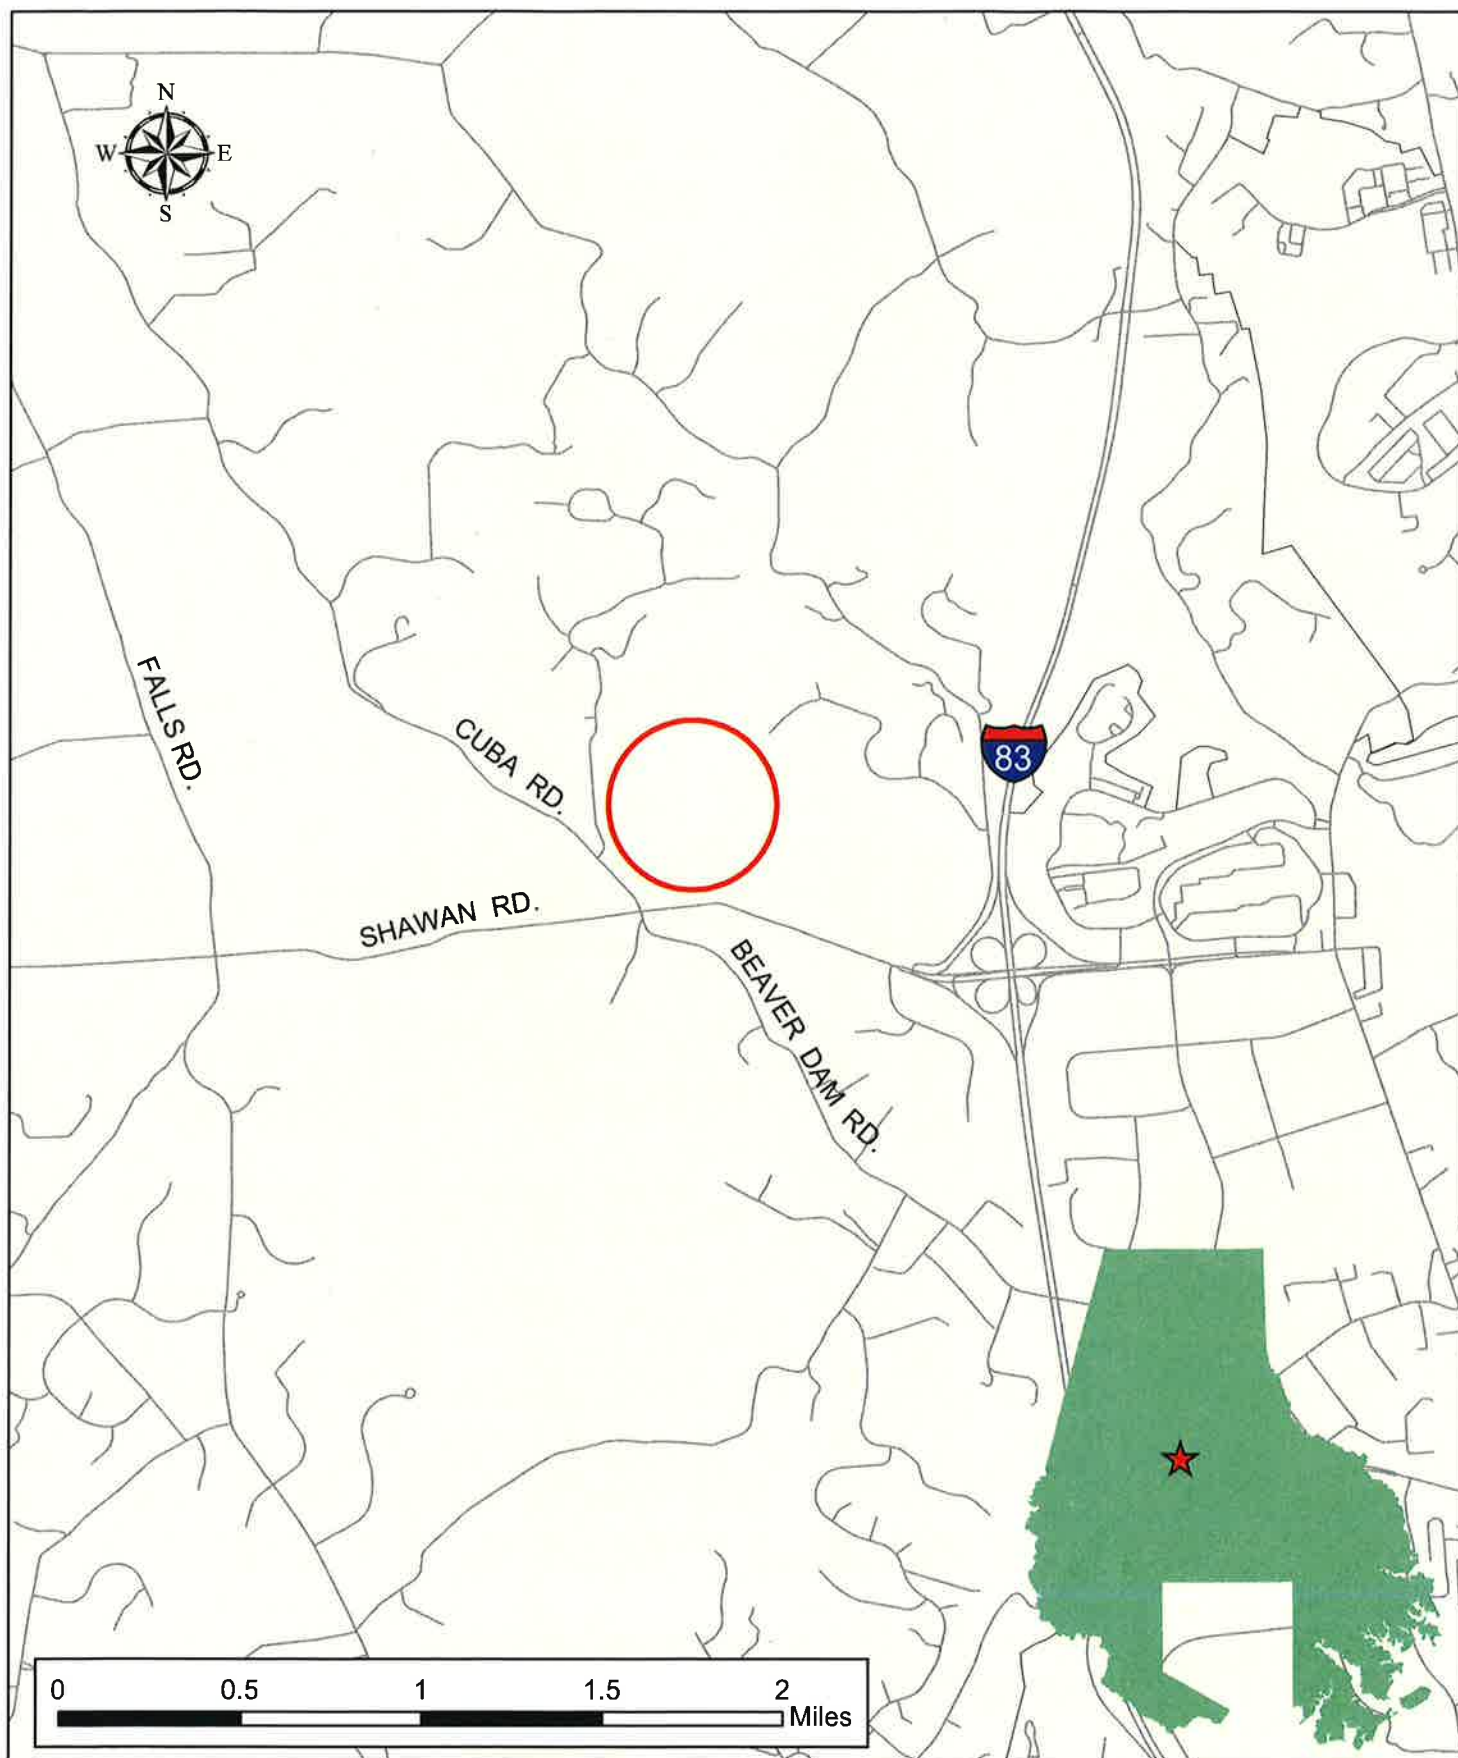 N
W E
S
FALLS RD.
CUBA RD.
83
SHAWAN RD.
BEAVER DAM RD.
0 0.5 1 1.5 2
Miles